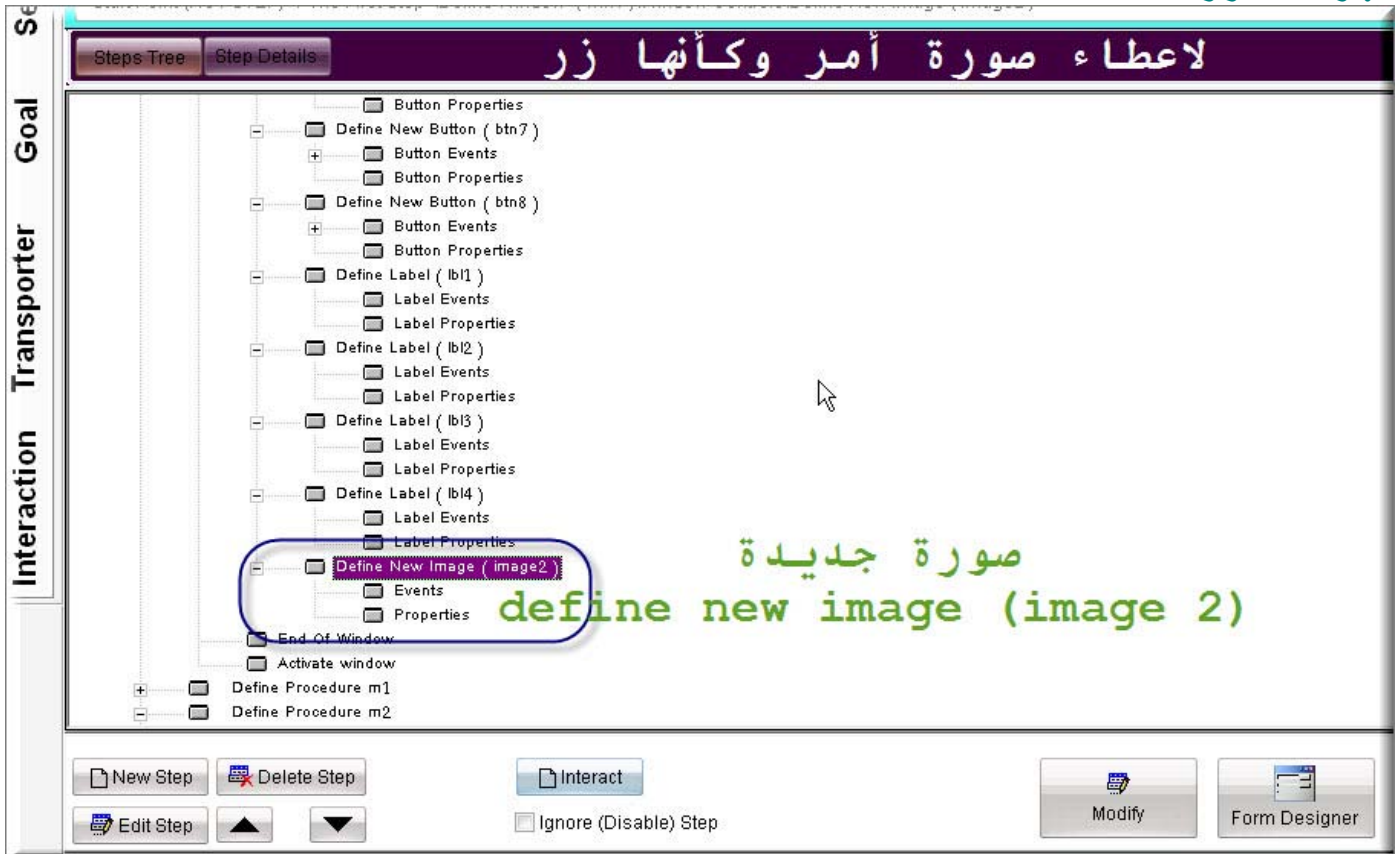 لاعطاء صورة أمر وكأنها زر
Steps Tree
Step Details
Goal
Transporter
Interaction
Button Properties
Define New Button ( btn7 )
Button Events
Button Properties
Define New Button ( btn8 )
Button Events
Button Properties
Define Label ( lbl1 )
Label Events
Label Properties
Define Label ( lbl2 )
Label Events
Label Properties
Define Label ( lbl3 )
Label Events
Label Properties
Define Label ( lbl4 )
Label Events
Label Properties
صورة جديدة
Define New Image ( image2 )
Events
define new image (image 2)
Properties
End Of Window
Activate window
Define Procedure m1
Define Procedure m2
New Step
Delete Step
Interact
Edit Step
Ignore (Disable) Step
Modify
Form Designer